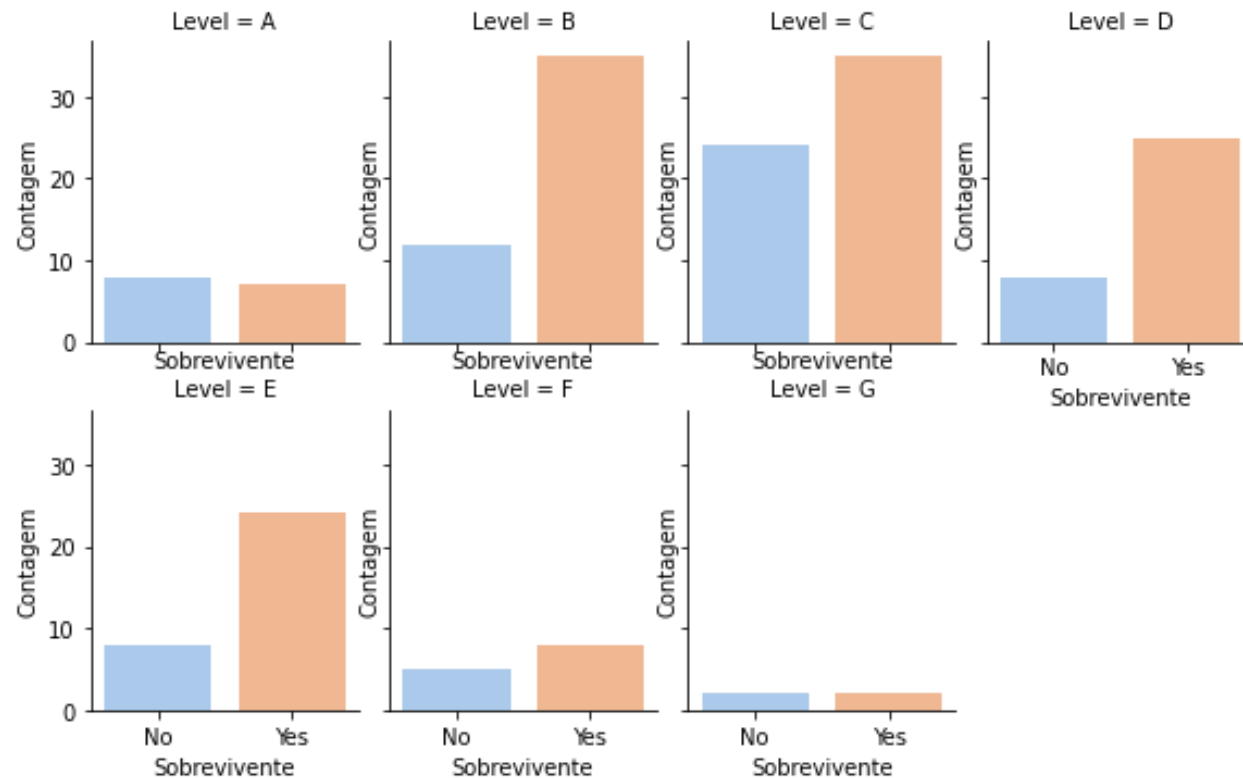 Level = A
Level = B
Level = C
Level = D
30
20
10
0
Contagem
Contagem
Contagem
Contagem
No
Yes
Sobrevivente
Sobrevivente
Sobrevivente
Sobrevivente
Level = E
Level = F
Level = G
30
20
10
0
Contagem
Contagem
Contagem
No
Yes
No
Yes
No
Yes
Sobrevivente
Sobrevivente
Sobrevivente